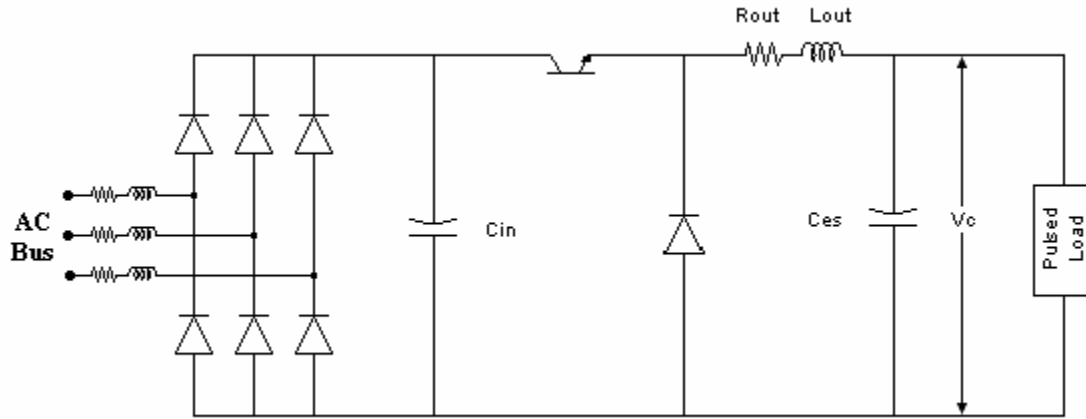 Rout Lout
AC
Bus
Cin
Ces
Vc
Pulsed
Load